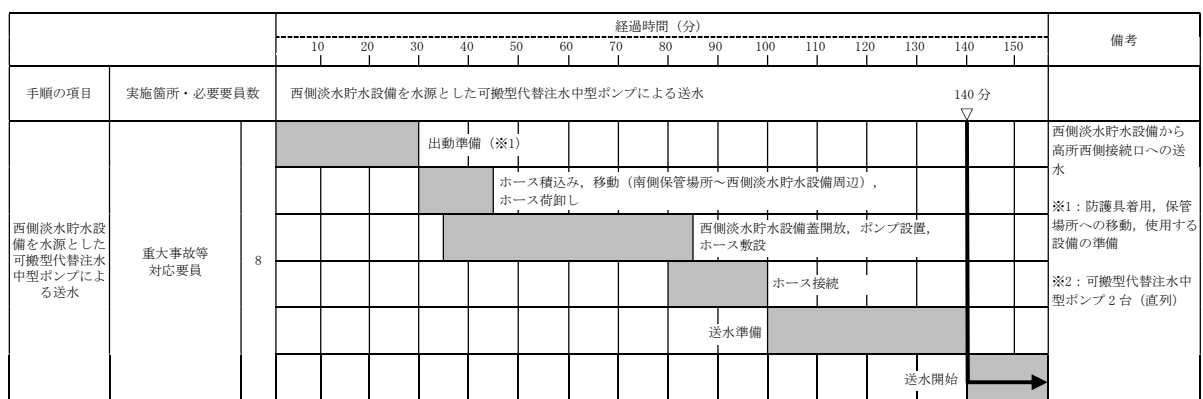 経過時間（分）
備考
10 20 30 40 50 60 70 80 90 100 110 120 130 140 150
手順の項目
実施箇所・必要要員数
西側淡水貯水設備を水源とした可搬型代替注水中型ポンプによる送水
140 分
西側淡水貯水設
備を水源とした
可搬型代替注水
中型ポンプによ
る送水
重大事故等
対応要員
8
出動準備（※1）
ホース積込み，移動（南側保管場所～西側淡水貯水設備周辺），
ホース荷卸し
西側淡水貯水設備蓋開放，ポンプ設置，
ホース敷設
ホース接続
送水準備
送水開始
西側淡水貯水設備から
高所西側接続口への送
水
※1：防護具着用，保管
場所への移動，使用する
設備の準備
※2：可搬型代替注水中
型ポンプ 2 台（直列）